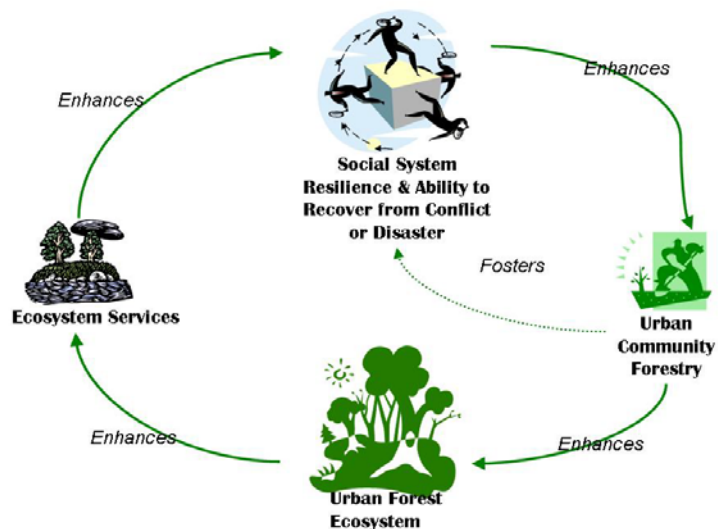 Enhances
Enhances
Social System
Resilience & Ability to
Recover from Conflict
or Disaster
Fosters
Ecosystem Services
Urban
Community
Forestry
Enhances
Enhances
Urban Forest
Ecosystem